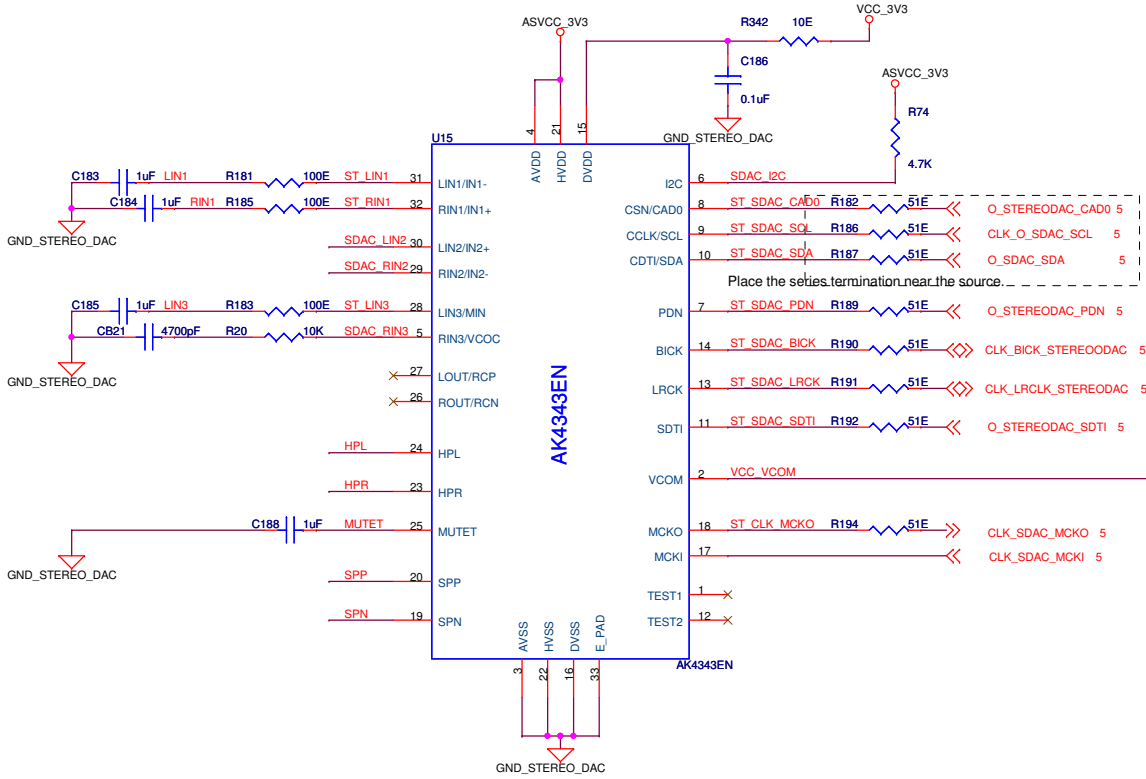 VCC_3V3
ASVCC_3V3 R342 10E
C186
0.1uF
GND_STEREO_DAC
ASVCC_3V3
R74
4.7K
U15
4 21 15
AVDD HVDD DVDD
C183 1uF LIN1 R181 100E ST_LIN1 31 LIN1/IN1-
C184 1uF RIN1 R185 100E ST_RIN1 32 RIN1/IN1+
GND_STEREO_DAC
SDAC_LIN2 30 LIN2/IN2+
SDAC_RIN2 29 RIN2/IN2-
C185 1uF LIN3 R183 100E ST_LIN3 28 LIN3/MIN
CB21 4700pF R20 10K SDAC_RIN3 5 RIN3/VCOC
GND_STEREO_DAC
27 LOUT/RCP
26 ROUT/RCN
HPL 24 HPL
HPR 23 HPR
C188 1uF MUTET 25 MUTET
GND_STEREO_DAC
SPP 20 SPP
SPN 19 SPN
AK4343EN
I2C 6 SDAC_I2C
CSN/CAD0 8 ST_SDAC_CAD0 R182 51E O_STEREODAC_CAD0 5
CCLK/SCL 9 ST_SDAC_SCL R186 51E CLK_O_SDAC_SCL 5
CDTI/SDA 10 ST_SDAC_SDA R187 51E O_SDAC_SDA 5
Place the series termination near the source.
PDN 7 ST_SDAC_PDN R189 51E O_STEREODAC_PDN 5
BICK 14 ST_SDAC_BICK R190 51E CLK_BICK_STEREOODAC 5
LRCK 13 ST_SDAC_LRCK R191 51E CLK_LRCLK_STEREODAC 5
SDTI 11 ST_SDAC_SDTI R192 51E O_STEREODAC_SDTI 5
VCOM 2 VCC_VCOM
MCKO 18 ST_CLK_MCKO R194 51E CLK_SDAC_MCKO 5
MCKI 17 CLK_SDAC_MCKI 5
TEST1 1
TEST2 12
AVSS HVSS DVSS E_PAD
3 22 16 33
AK4343EN
GND_STEREO_DAC